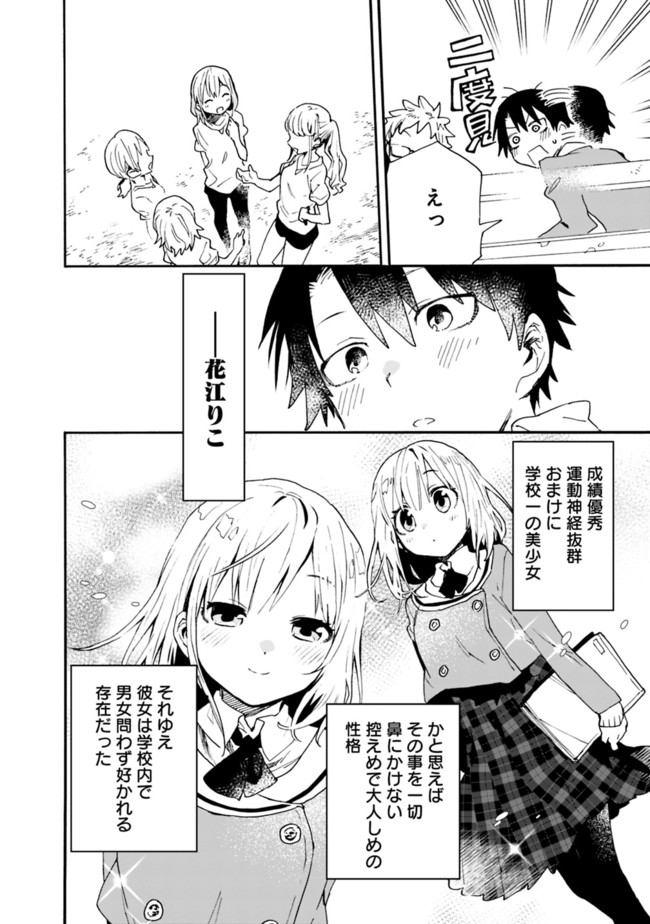 二度見
えっ
──花江りこ
成績優秀
運動神経抜群
おまけに
学校一の美少女
かと思えば
その事を一切
鼻にかけない
控えめで大人しめの
性格
それゆえ
彼女は学校内で
男女問わず好かれる
存在だった